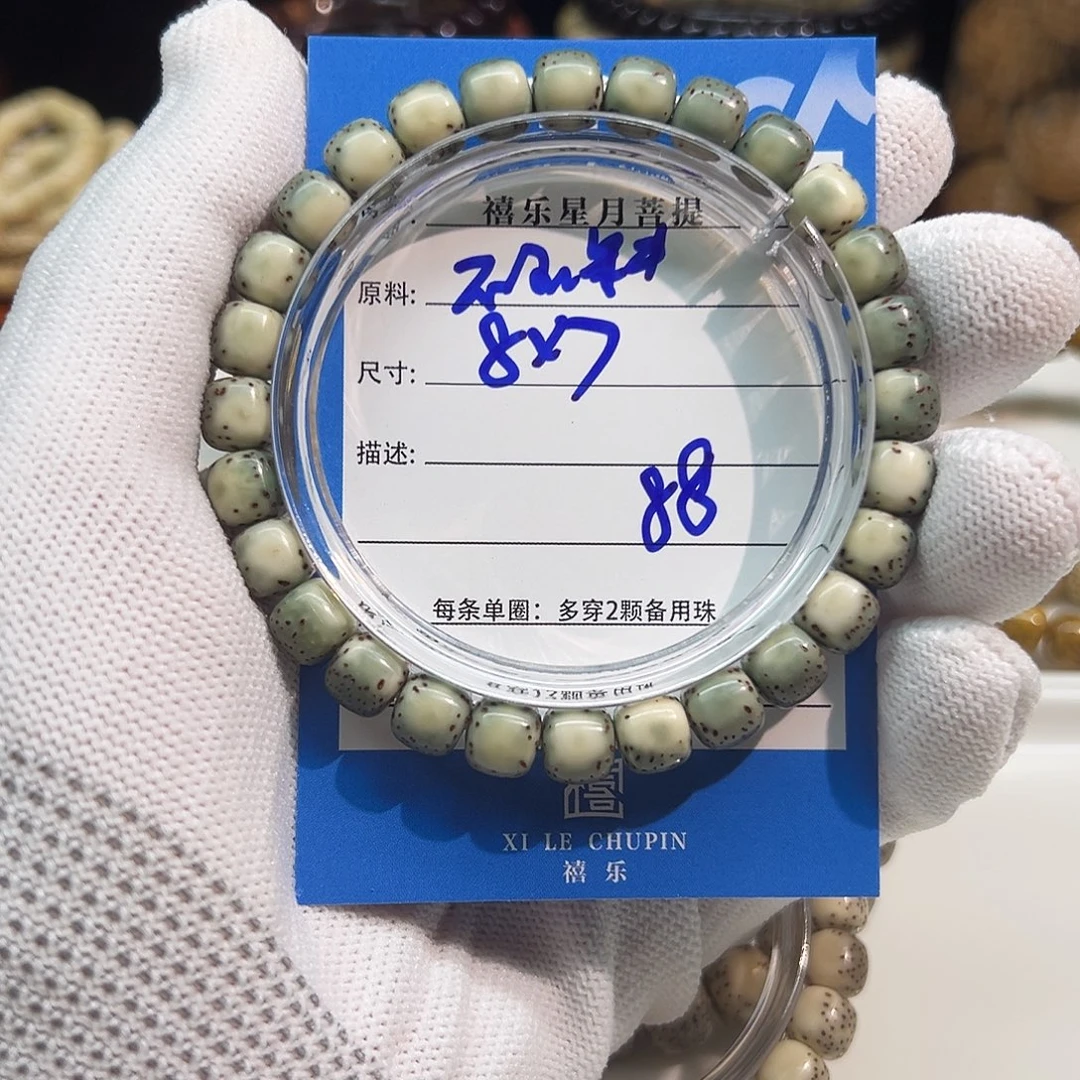 禧乐星月菩提
原料:
尺寸: 8x7
描述:
88
每条单圈：多穿2颗备用珠
XI LE CHUPIN
禧乐